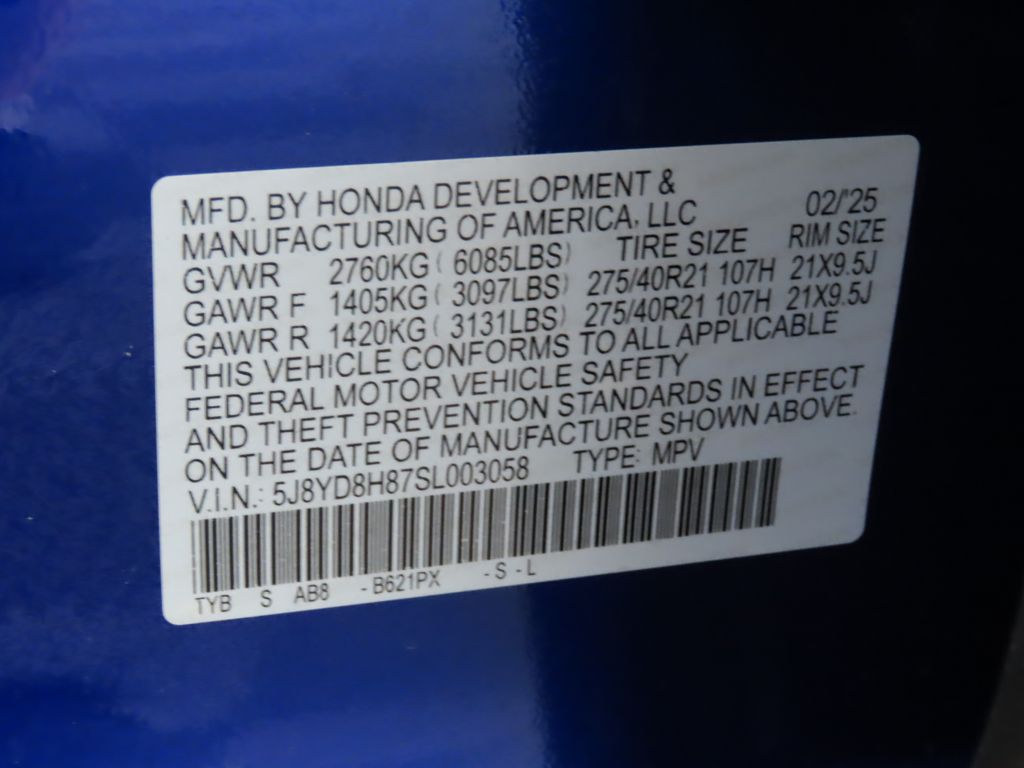 MFD. BY HONDA DEVELOPMENT &
MANUFACTURING OF AMERICA, LLC 02/'25
GVWR 2760KG ( 6085LBS) TIRE SIZE RIM SIZE
GAWR F 1405KG ( 3097LBS) 275/40R21 107H 21X9.5J
GAWR R 1420KG ( 3131LBS) 275/40R21 107H 21X9.5J
THIS VEHICLE CONFORMS TO ALL APPLICABLE
FEDERAL MOTOR VEHICLE SAFETY
AND THEFT PREVENTION STANDARDS IN EFFECT
ON THE DATE OF MANUFACTURE SHOWN ABOVE.
V.I.N.: 5J8YD8H87SL003058 TYPE: MPV
TYB S AB8 - B621PX - S - L